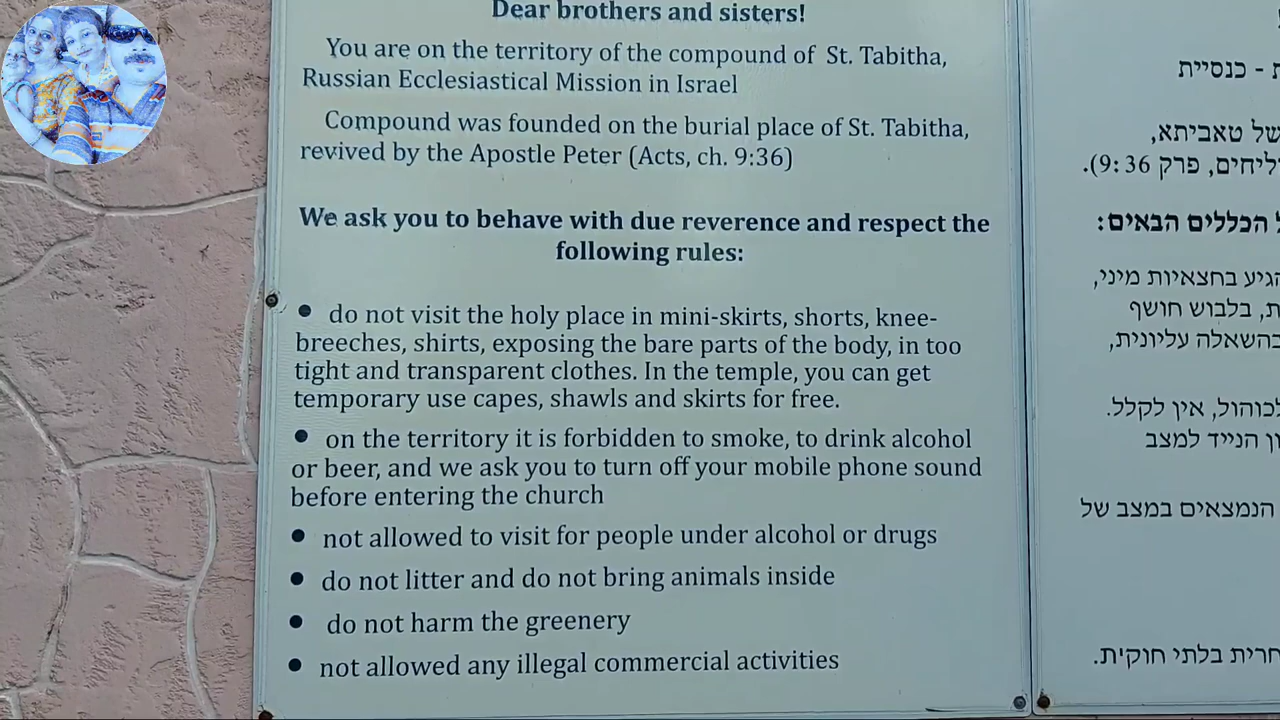 Dear brothers and sisters!
You are on the territory of the compound of St. Tabitha,
Russian Ecclesiastical Mission in Israel
Compound was founded on the burial place of St. Tabitha,
revived by the Apostle Peter (Acts, ch. 9:36)
We ask you to behave with due reverence and respect the
following rules:
• do not visit the holy place in mini-skirts, shorts, knee-
breeches, shirts, exposing the bare parts of the body, in too
tight and transparent clothes. In the temple, you can get
temporary use capes, shawls and skirts for free.
• on the territory it is forbidden to smoke, to drink alcohol
or beer, and we ask you to turn off your mobile phone sound
before entering the church
• not allowed to visit for people under alcohol or drugs
• do not litter and do not bring animals inside
• do not harm the greenery
• not allowed any illegal commercial activities
- כנסיית
של טאביתא,
פרק 9:36).
הכללים הבאים:
בחצאיות מיני,
בלבוש חושף
בהשאלה עליונית,
אין לקלל.
הנייד למצב
הנמצאים במצב של
בלתי חוקית.